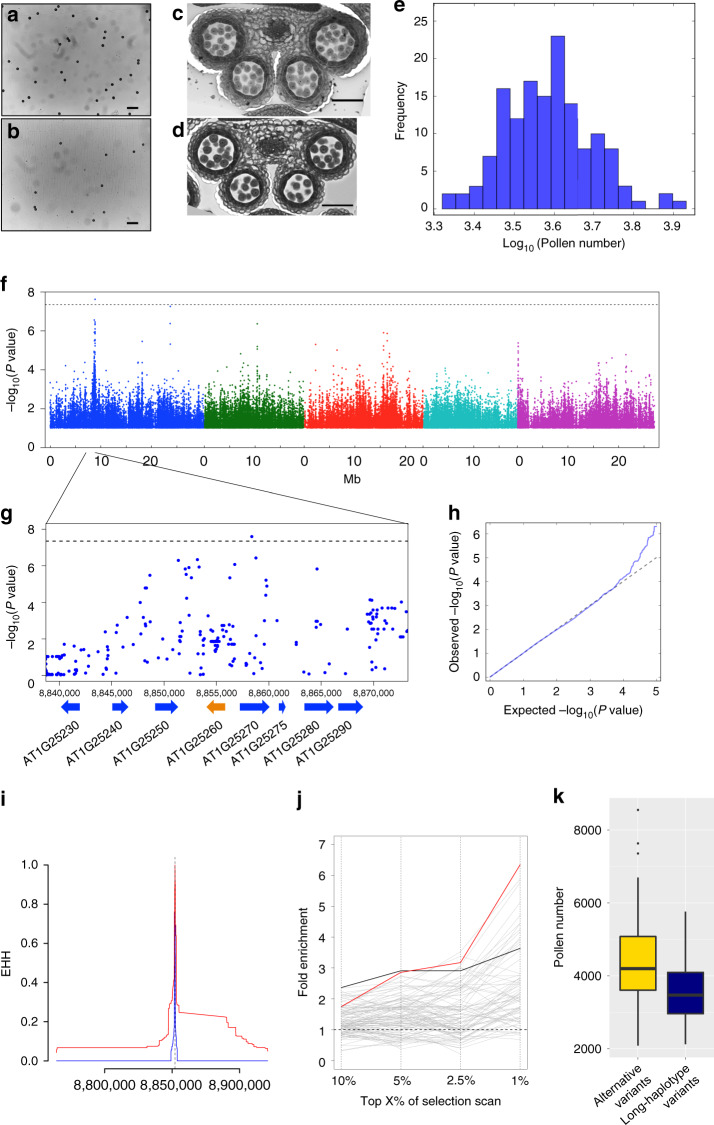 a
b
c
d
e
25
20
15
10
5
0
Frequency
3.3 3.4 3.5 3.6 3.7 3.8 3.9
Log10 (Pollen number)
f
8
6
4
2
0
–log10(P value)
0 10 20 0 10 0 10 20 0 10 0 10 20
Mb
g
8
6
4
2
0
–log10(P value)
8,840,000 8,845,000 8,850,000 8,855,000 8,860,000 8,865,000 8,870,000
AT1G25230
AT1G25240
AT1G25250
AT1G25260
AT1G25270
AT1G25275
AT1G25280
AT1G25290
h
6
5
4
3
2
1
0
Observed –log10(P value)
0 1 2 3 4 5
Expected –log10(P value)
i
1.0
0.8
0.6
0.4
0.2
0.0
EHH
8,800,000 8,850,000 8,900,000
j
7
6
5
4
3
2
1
0
Fold enrichment
10% 5% 2.5% 1%
Top X% of selection scan
k
8000
6000
4000
2000
Pollen number
Alternative
variants
Long-haplotype
variants